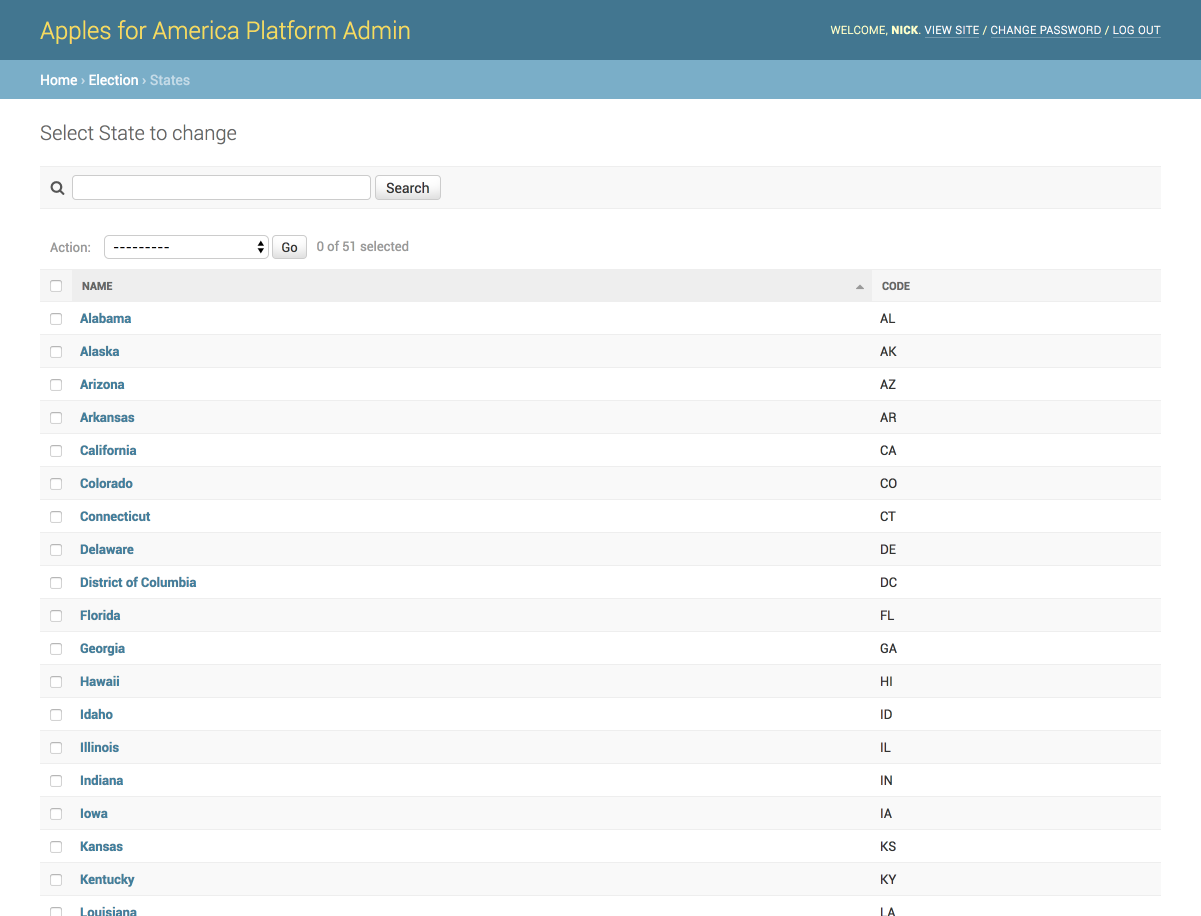 Apples for America Platform Admin
WELCOME, NICK. VIEW SITE / CHANGE PASSWORD / LOG OUT
Home › Election › States
Select State to change
Search
Action: --------- Go 0 of 51 selected
NAME CODE
Alabama AL
Alaska AK
Arizona AZ
Arkansas AR
California CA
Colorado CO
Connecticut CT
Delaware DE
District of Columbia DC
Florida FL
Georgia GA
Hawaii HI
Idaho ID
Illinois IL
Indiana IN
Iowa IA
Kansas KS
Kentucky KY
Louisiana LA